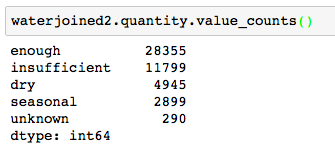 waterjoined2.quantity.value_counts()
enough 28355
insufficient 11799
dry 4945
seasonal 2899
unknown 290
dtype: int64